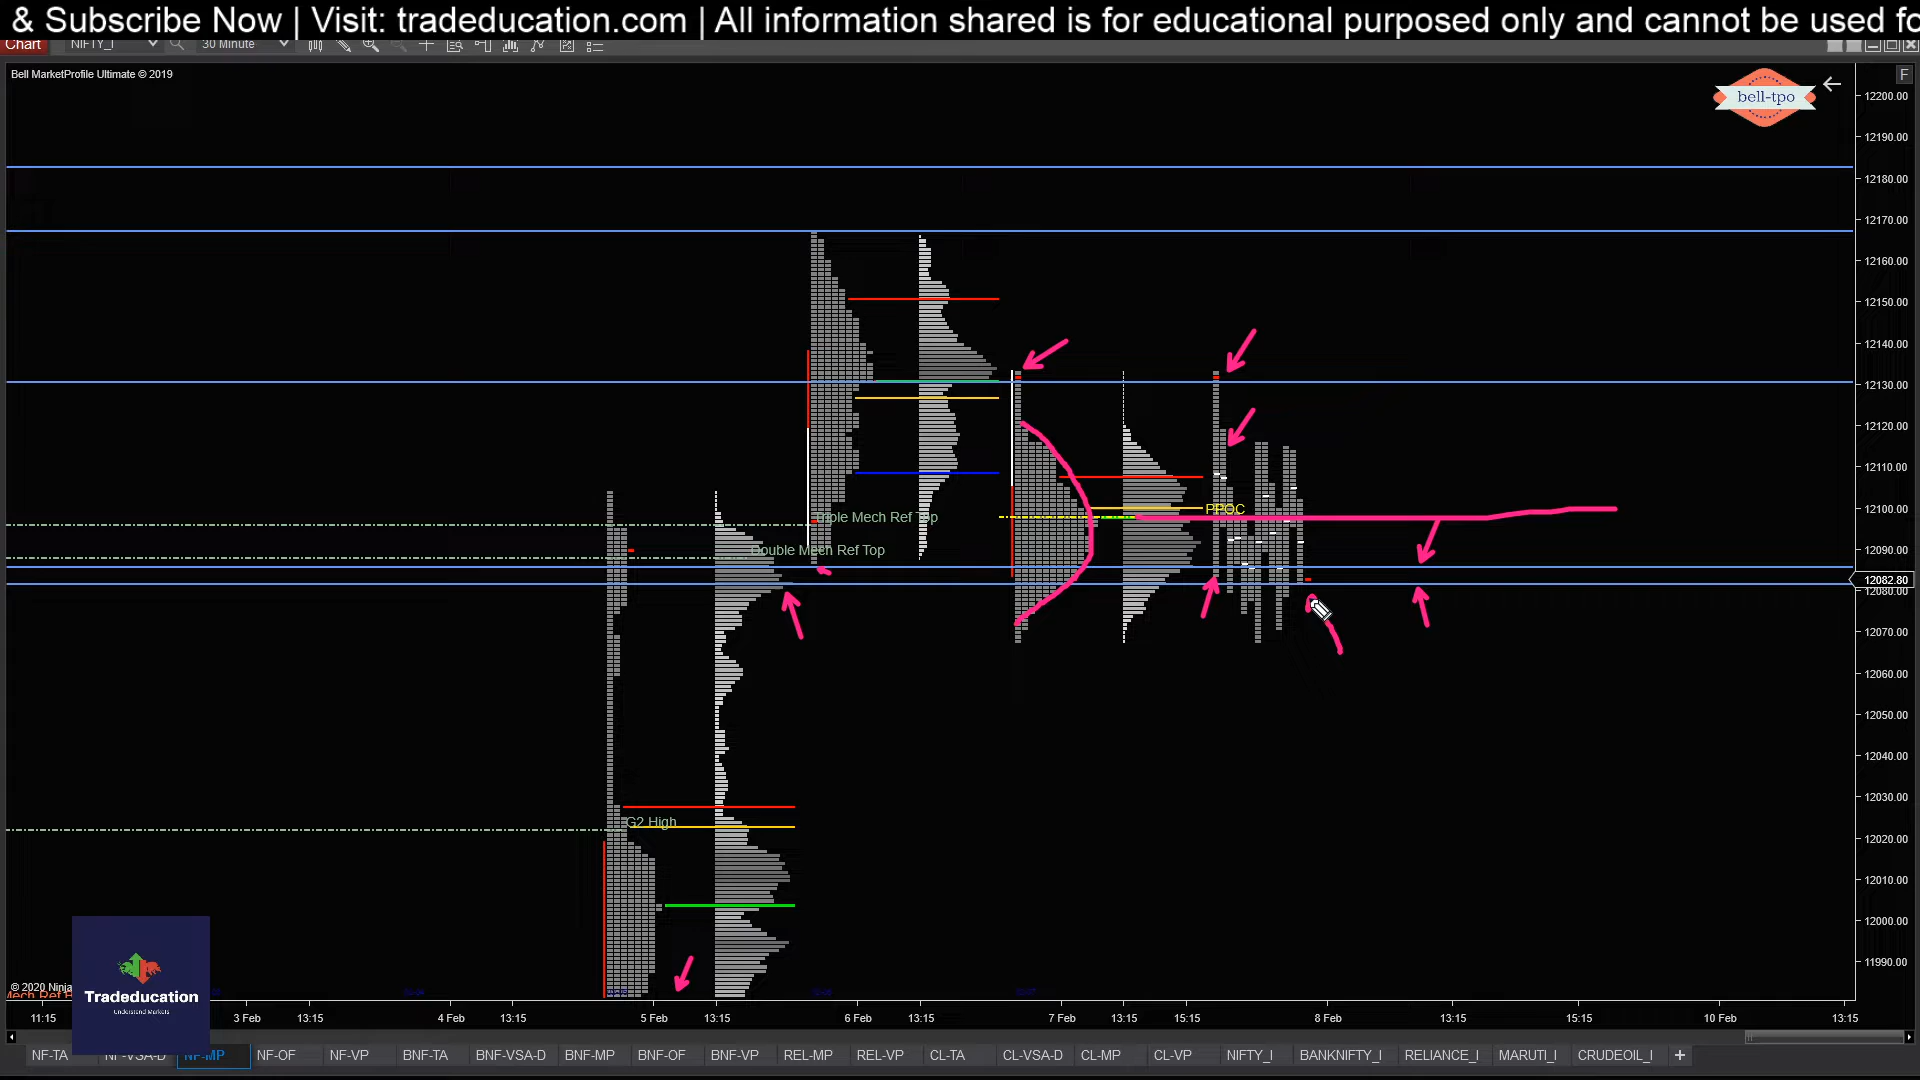 & Subscribe Now | Visit: tradeducation.com | All information shared is for educational purposed only and cannot be used fo
Chart NIFTY_I 30 Minute
Bell MarketProfile Ultimate © 2019
F
bell-tpo
12200.00
12190.00
12180.00
12170.00
12160.00
12150.00
12140.00
12130.00
12120.00
12110.00
PPOC
12100.00
Triple Mech Ref Top
Double Mech Ref Top
12090.00
12082.80
12080.00
12070.00
12060.00
12050.00
12040.00
12030.00
G2 High
12020.00
12010.00
12000.00
11990.00
© 2020 Ninja
Mech Ref
Tradeducation
Understand Markets
11:15 3 Feb 13:15 4 Feb 13:15 5 Feb 13:15 6 Feb 13:15 7 Feb 13:15 15:15 8 Feb 13:15 15:15 10 Feb 13:15
NF-TA NF-VSA-D NF-MP NF-OF NF-VP BNF-TA BNF-VSA-D BNF-MP BNF-OF BNF-VP REL-MP REL-VP CL-TA CL-VSA-D CL-MP CL-VP NIFTY_I BANKNIFTY_I RELIANCE_I MARUTI_I CRUDEOIL_I +